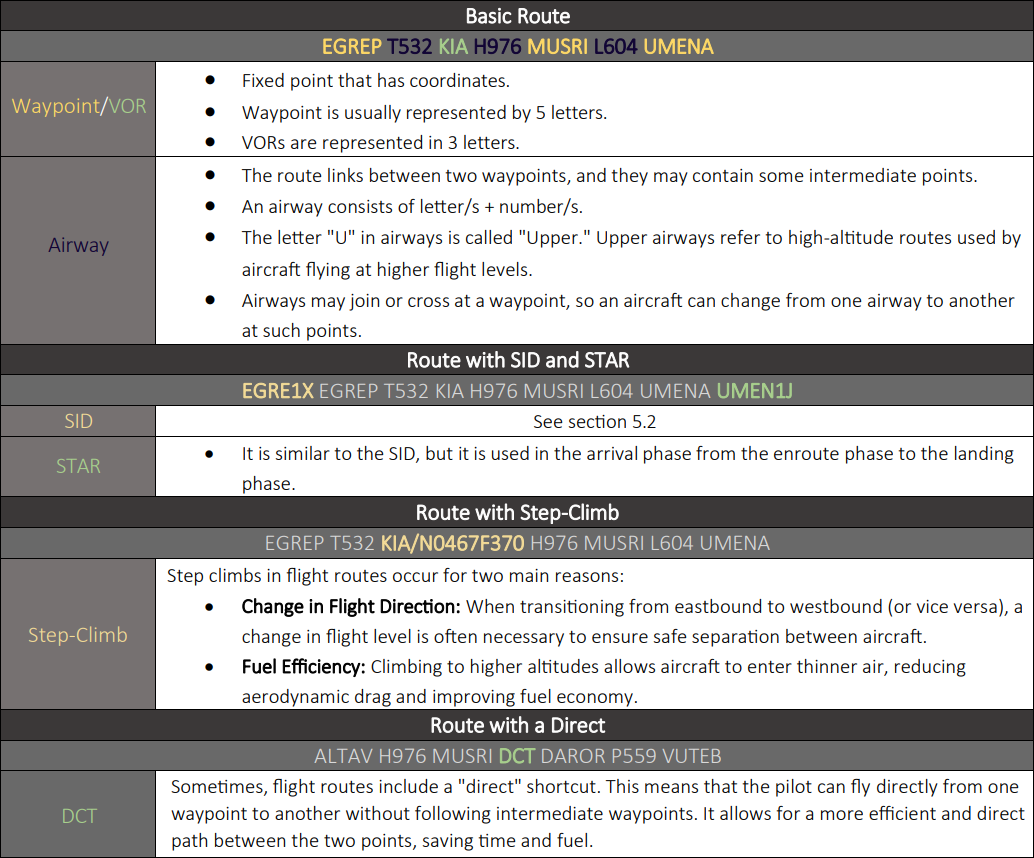 Basic Route
EGREP T532 KIA H976 MUSRI L604 UMENA
Waypoint/VOR
● Fixed point that has coordinates.
● Waypoint is usually represented by 5 letters.
● VORs are represented in 3 letters.
Airway
● The route links between two waypoints, and they may contain some intermediate points.
● An airway consists of letter/s + number/s.
● The letter "U" in airways is called "Upper." Upper airways refer to high-altitude routes used by
aircraft flying at higher flight levels.
● Airways may join or cross at a waypoint, so an aircraft can change from one airway to another
at such points.
Route with SID and STAR
EGRE1X EGREP T532 KIA H976 MUSRI L604 UMENA UMEN1J
SID
See section 5.2
STAR
• It is similar to the SID, but it is used in the arrival phase from the enroute phase to the landing
phase.
Route with Step-Climb
EGREP T532 KIA/N0467F370 H976 MUSRI L604 UMENA
Step-Climb
Step climbs in flight routes occur for two main reasons:
• Change in Flight Direction: When transitioning from eastbound to westbound (or vice versa), a
change in flight level is often necessary to ensure safe separation between aircraft.
• Fuel Efficiency: Climbing to higher altitudes allows aircraft to enter thinner air, reducing
aerodynamic drag and improving fuel economy.
Route with a Direct
ALTAV H976 MUSRI DCT DAROR P559 VUTEB
DCT
Sometimes, flight routes include a "direct" shortcut. This means that the pilot can fly directly from one
waypoint to another without following intermediate waypoints. It allows for a more efficient and direct
path between the two points, saving time and fuel.